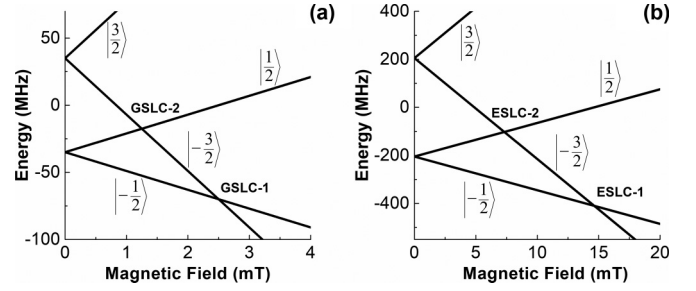 (a)
Energy (MHz)
50
0
-50
-100
|3/2⟩
|1/2⟩
GSLC-2
|-3/2⟩
|-1/2⟩
GSLC-1
0 1 2 3 4
Magnetic Field (mT)
(b)
Energy (MHz)
400
200
0
-200
-400
|3/2⟩
|1/2⟩
ESLC-2
|-3/2⟩
|-1/2⟩
ESLC-1
0 5 10 15 20
Magnetic Field (mT)